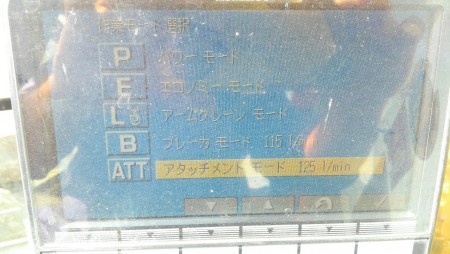 作業モード選択
P パワーモード
E エコノミーモード
L アームクレーン モード
B ブレーカ モード 115 l/min
ATT アタッチメント モード 125 l/min